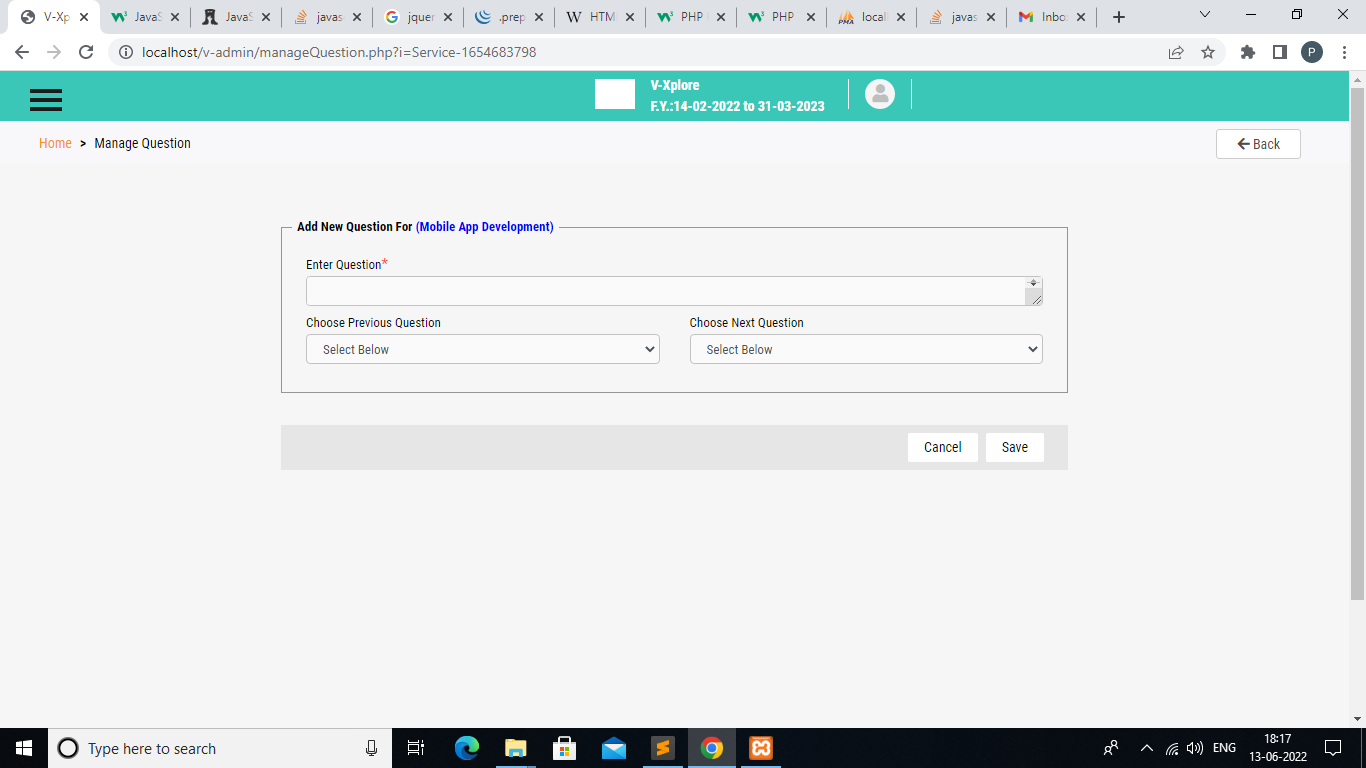 V-Xp
JavaS
JavaS
javas
jquer
.prep
HTM
PHP
PHP
local
javas
Inbo
localhost/v-admin/manageQuestion.php?i=Service-1654683798
P
V-Xplore
F.Y.:14-02-2022 to 31-03-2023
Home > Manage Question
Back
Add New Question For (Mobile App Development)
Enter Question*
Choose Previous Question
Choose Next Question
Select Below
Select Below
Cancel
Save
Type here to search
ENG
18:17
13-06-2022